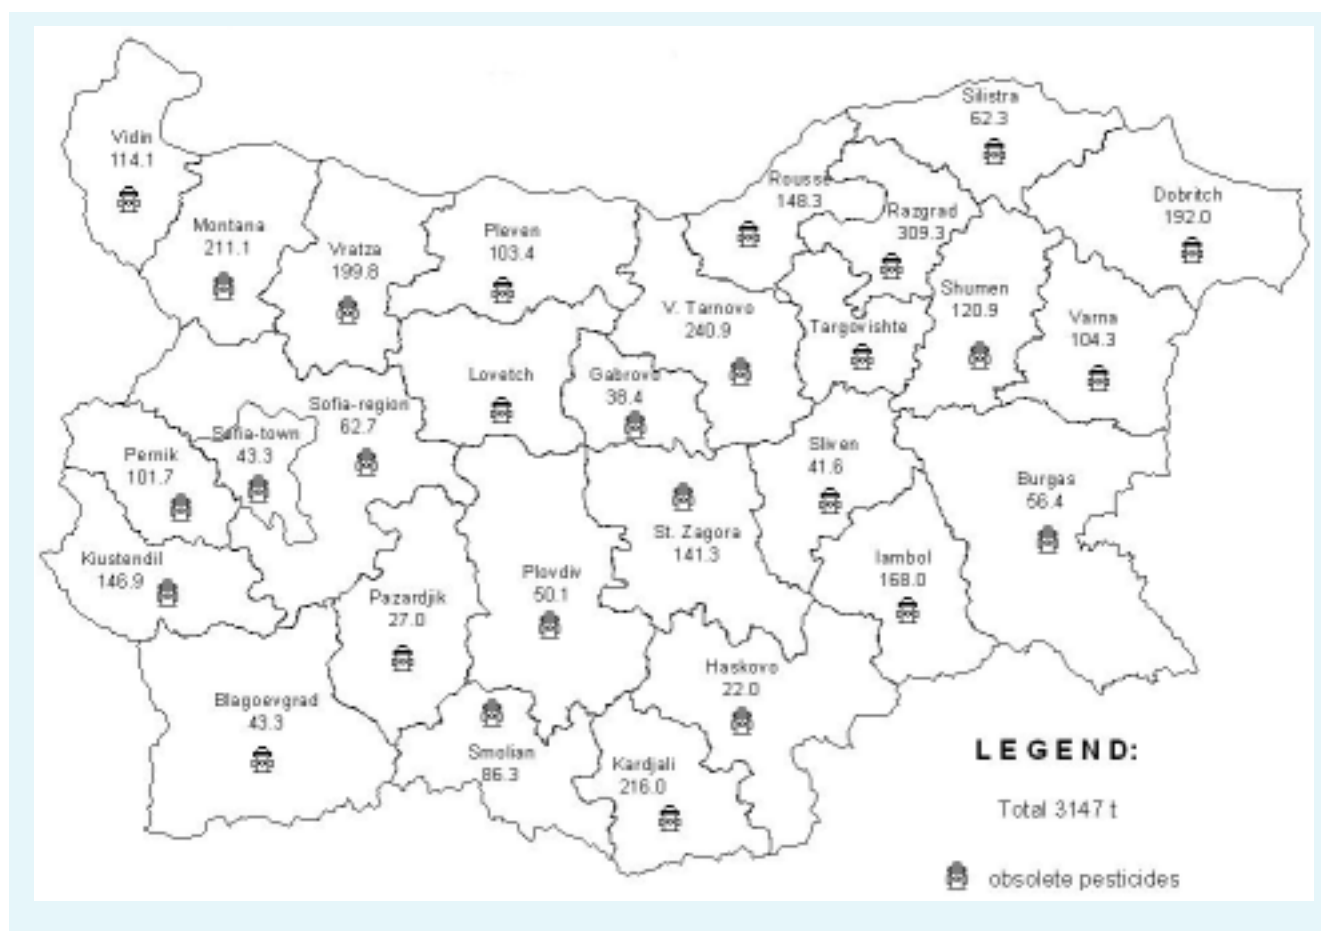 Silistra
62.3
Vidin
114.1
Rousse
148.3
Dobritch
192.0
Razgrad
309.3
Montana
211.1
Pleven
103.4
Vratza
199.8
Shumen
120.9
V. Tarnovo
240.9
Targovishte
Varna
104.3
Lovetch
Gabrovo
38.4
Sofia-region
62.7
Sofia-town
43.3
Pernik
101.7
Sliven
41.6
Burgas
56.4
St. Zagora
141.3
Kiustendil
146.9
Iambol
168.0
Plovdiv
50.1
Pazardjik
27.0
Haskovo
22.0
Blagoevgrad
43.3
Smolian
86.3
Kardjali
216.0
LEGEND:
Total 3147 t
obsolete pesticides